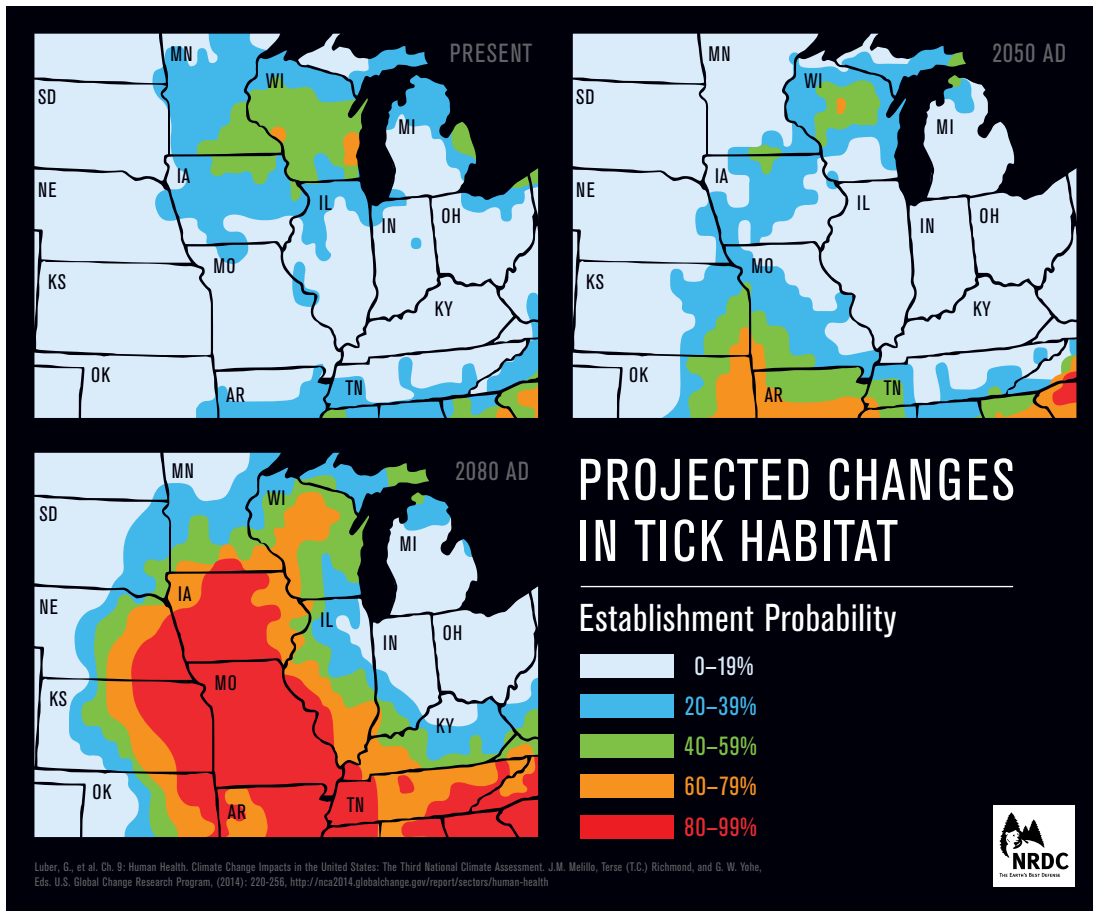 PRESENT
MN
WI
SD
MI
IA
NE
IL
IN
OH
MO
KS
KY
OK
TN
AR
2050 AD
MN
WI
SD
MI
IA
NE
IL
IN
OH
MO
KS
KY
OK
TN
AR
2080 AD
MN
WI
SD
MI
IA
NE
IL
IN
OH
MO
KS
KY
OK
TN
AR
PROJECTED CHANGES
IN TICK HABITAT
Establishment Probability
0–19%
20–39%
40–59%
60–79%
80–99%
NRDC
THE EARTH'S BEST DEFENSE
Luber, G., et al. Ch. 9: Human Health. Climate Change Impacts in the United States: The Third National Climate Assessment. J.M. Melillo, Terse (T.C.) Richmond, and G. W. Yohe,
Eds. U.S. Global Change Research Program, (2014): 220-256, http://nca2014.globalchange.gov/report/sectors/human-health